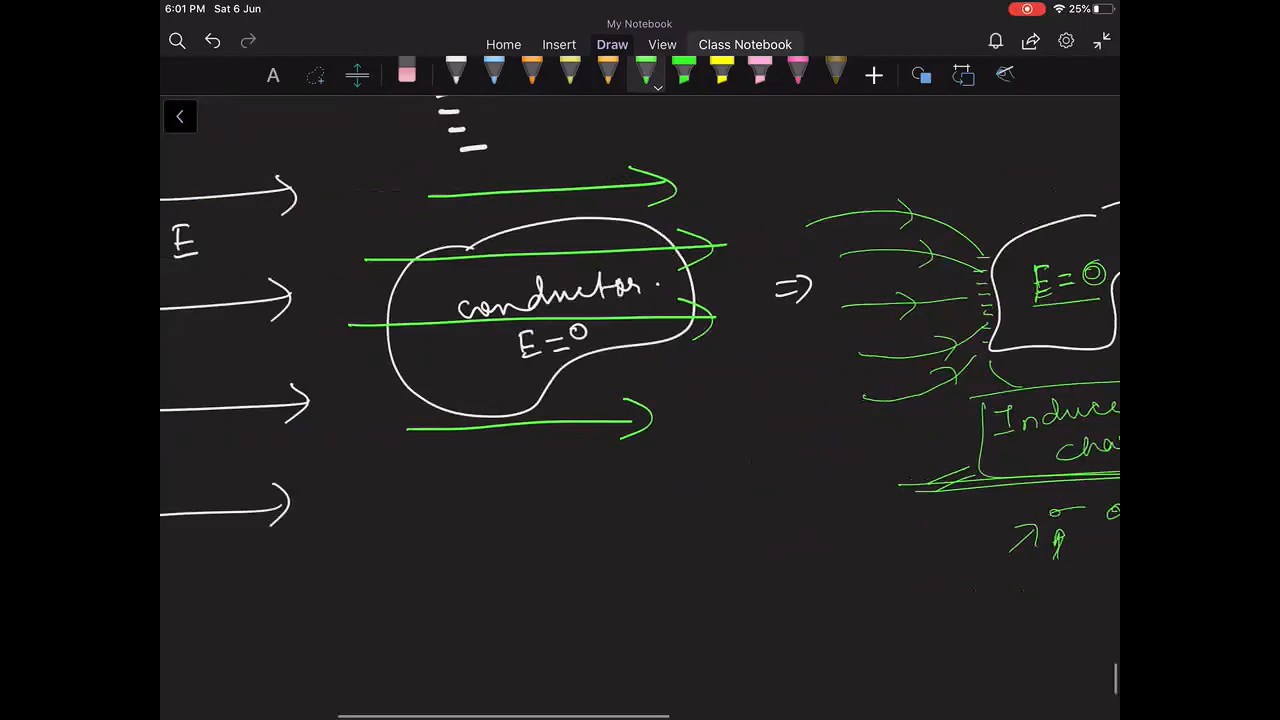 6:01 PM Sat 6 Jun
25%
My Notebook
Home Insert Draw View Class Notebook
A
E
conductor.
E=0
⇒
E=0
Induce
cha